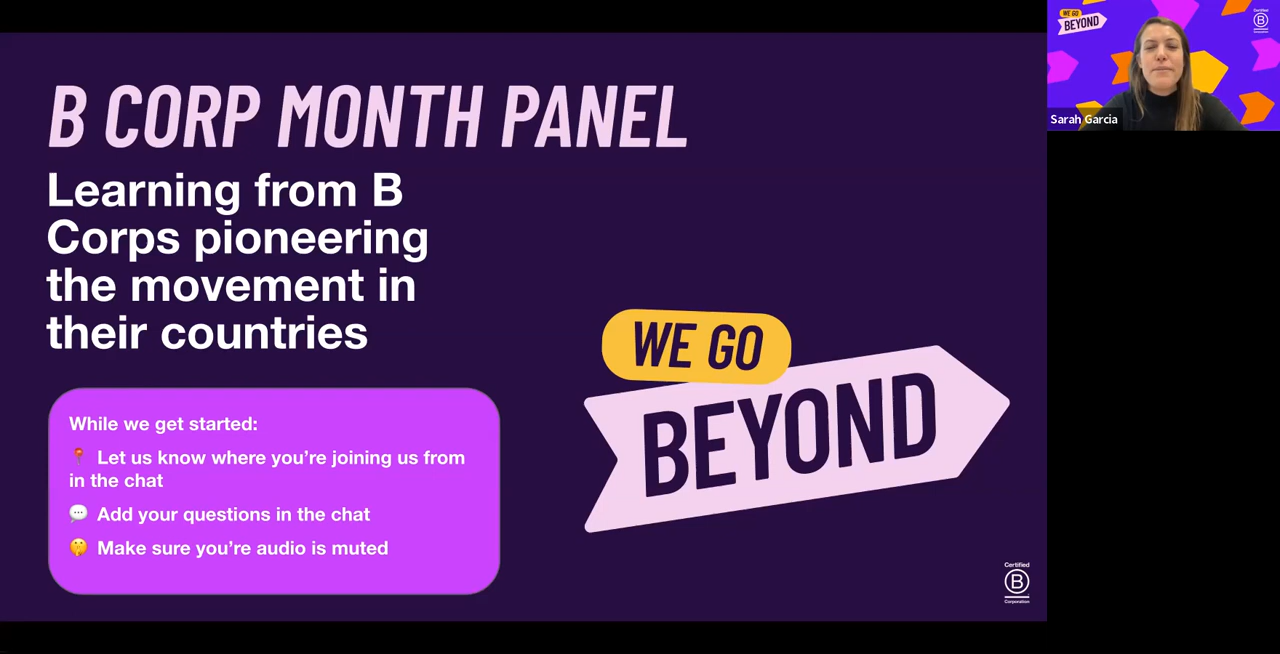 B CORP MONTH PANEL
Learning from B
Corps pioneering
the movement in
their countries
While we get started:
📍 Let us know where you’re joining us from
in the chat
💬 Add your questions in the chat
🤫 Make sure you’re audio is muted
WE GO
BEYOND
Certified
B
Corporation
WE GO
BEYOND
B
Sarah Garcia